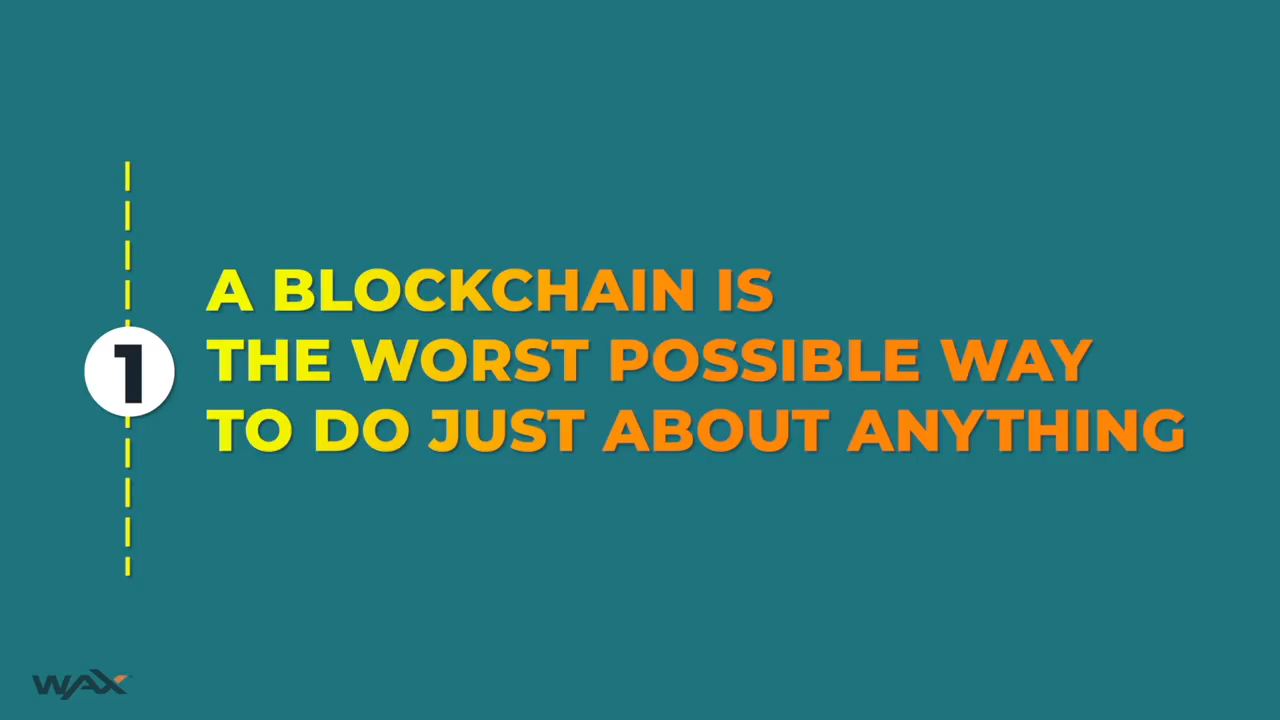 1
A BLOCKCHAIN IS
THE WORST POSSIBLE WAY
TO DO JUST ABOUT ANYTHING
WAX